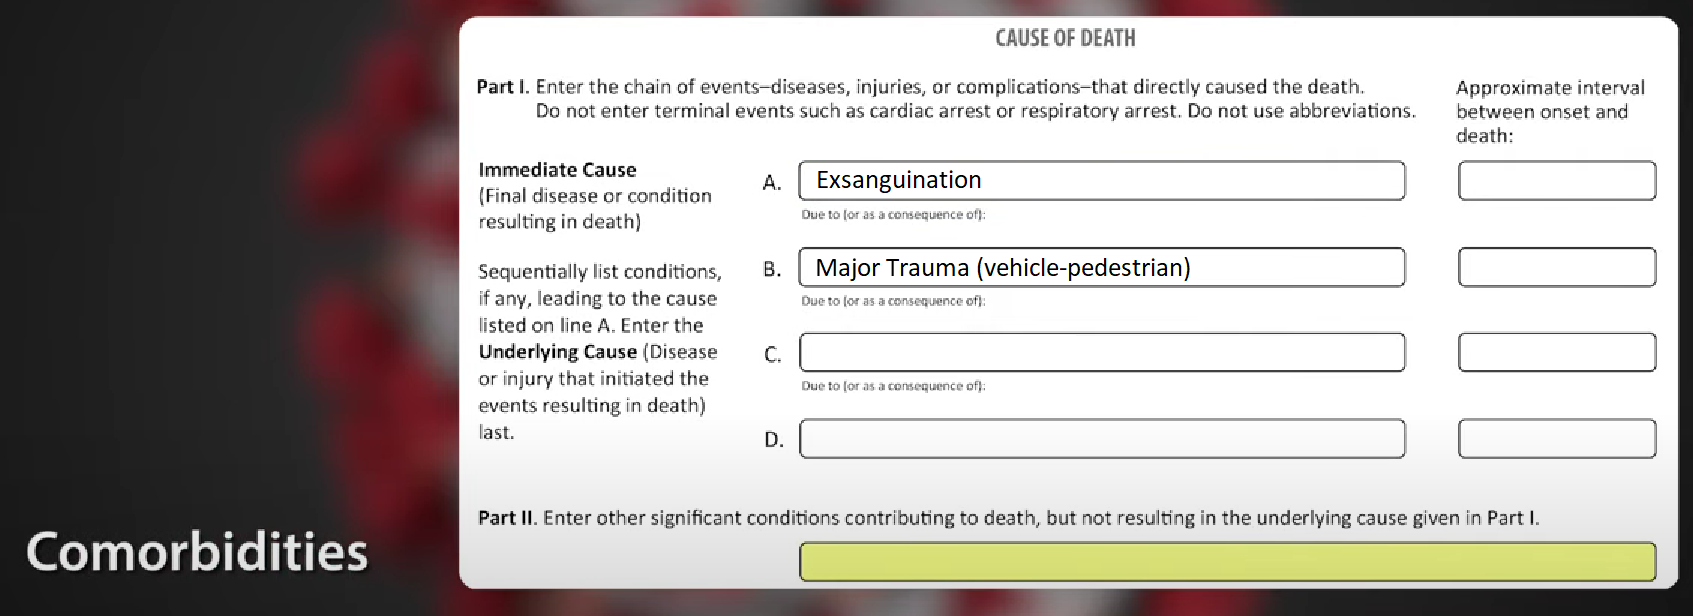 CAUSE OF DEATH
Part I. Enter the chain of events–diseases, injuries, or complications–that directly caused the death.
Do not enter terminal events such as cardiac arrest or respiratory arrest. Do not use abbreviations.
Approximate interval
between onset and
death:
Immediate Cause
(Final disease or condition
resulting in death)
A. Exsanguination
Due to (or as a consequence of):
Sequentially list conditions,
if any, leading to the cause
listed on line A. Enter the
Underlying Cause (Disease
or injury that initiated the
events resulting in death)
last.
B. Major Trauma (vehicle-pedestrian)
Due to (or as a consequence of):
C.
Due to (or as a consequence of):
D.
Part II. Enter other significant conditions contributing to death, but not resulting in the underlying cause given in Part I.
Comorbidities